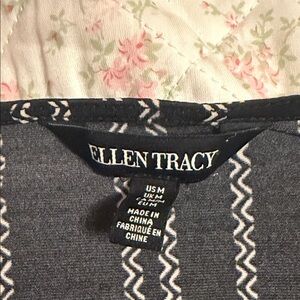 ELLEN TRACY
US M
UK M
EU M
MADE IN
CHINA
FABRIQUÉ EN
CHINE